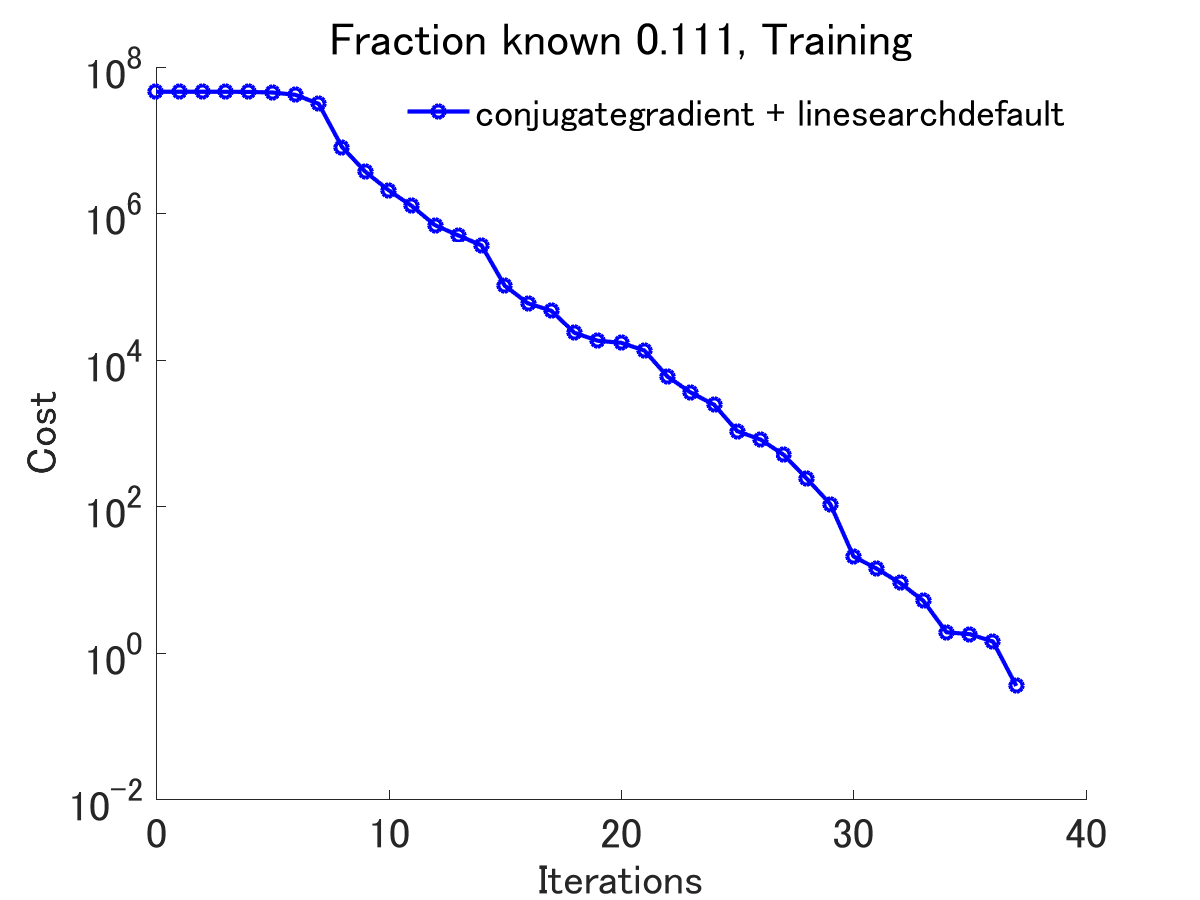 Fraction known 0.111, Training
conjugategradient + linesearchdefault
10^8
10^6
10^4
10^2
10^0
10^-2
Cost
0 10 20 30 40
Iterations